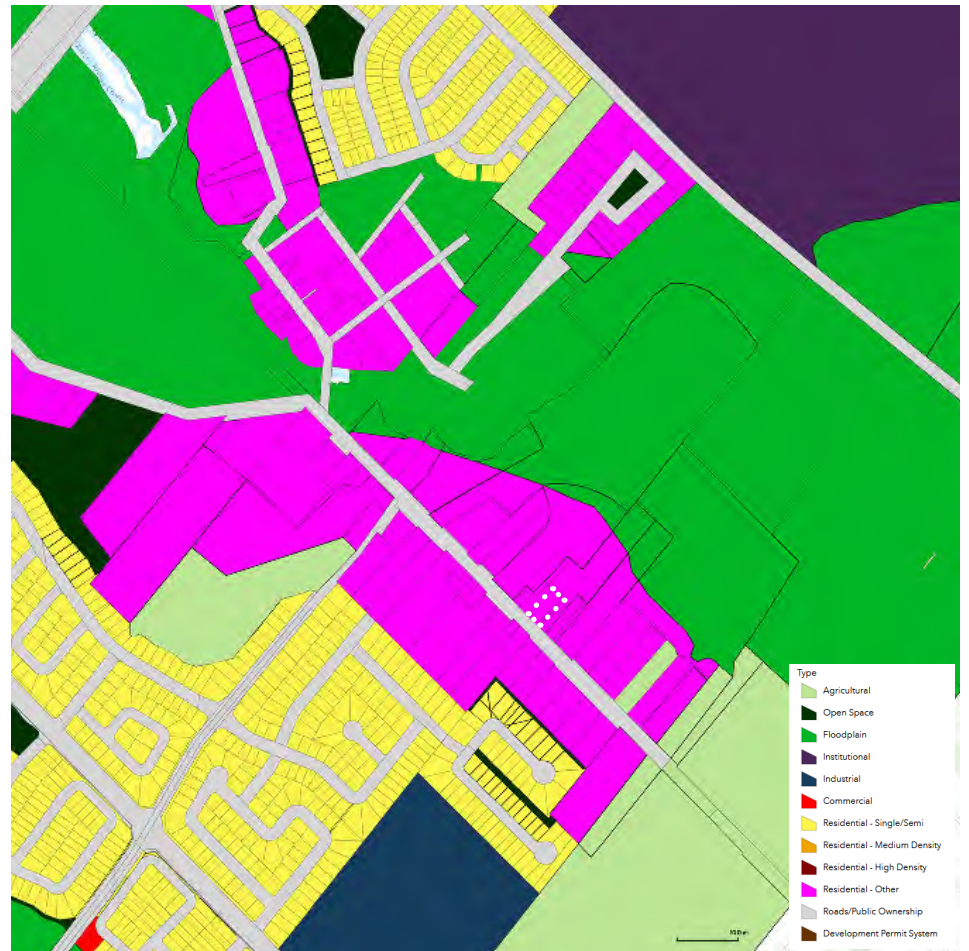 Type
Agricultural
Open Space
Floodplain
Institutional
Industrial
Commercial
Residential - Single/Semi
Residential - Medium Density
Residential - High Density
Residential - Other
Roads/Public Ownership
Development Permit System